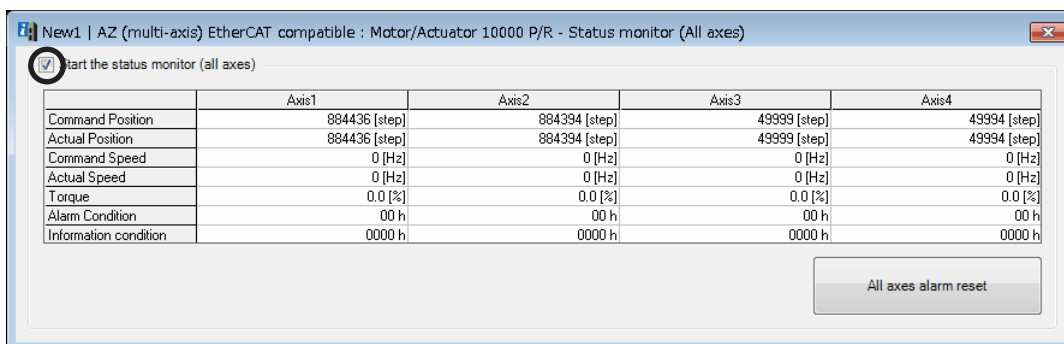 New1 | AZ (multi-axis) EtherCAT compatible : Motor/Actuator 10000 P/R - Status monitor (All axes)
Start the status monitor (all axes)
Axis1 Axis2 Axis3 Axis4
Command Position 884436 [step] 884394 [step] 49999 [step] 49994 [step]
Actual Position 884436 [step] 884394 [step] 49999 [step] 49994 [step]
Command Speed 0 [Hz] 0 [Hz] 0 [Hz] 0 [Hz]
Actual Speed 0 [Hz] 0 [Hz] 0 [Hz] 0 [Hz]
Torque 0.0 [%] 0.0 [%] 0.0 [%] 0.0 [%]
Alarm Condition 00 h 00 h 00 h 00 h
Information condition 0000 h 0000 h 0000 h 0000 h
All axes alarm reset